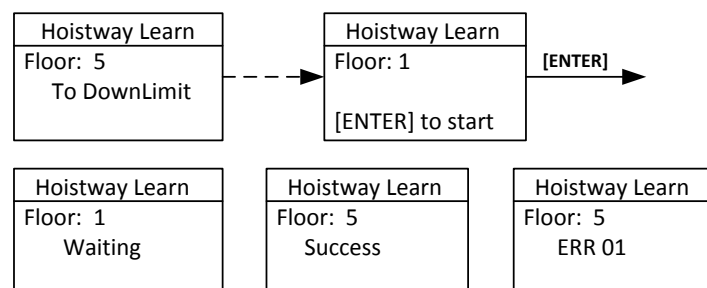 Hoistway Learn
Floor: 5
To DownLimit
Hoistway Learn
Floor: 1
[ENTER] to start
[ENTER]
Hoistway Learn
Floor: 1
Waiting
Hoistway Learn
Floor: 5
Success
Hoistway Learn
Floor: 5
ERR 01